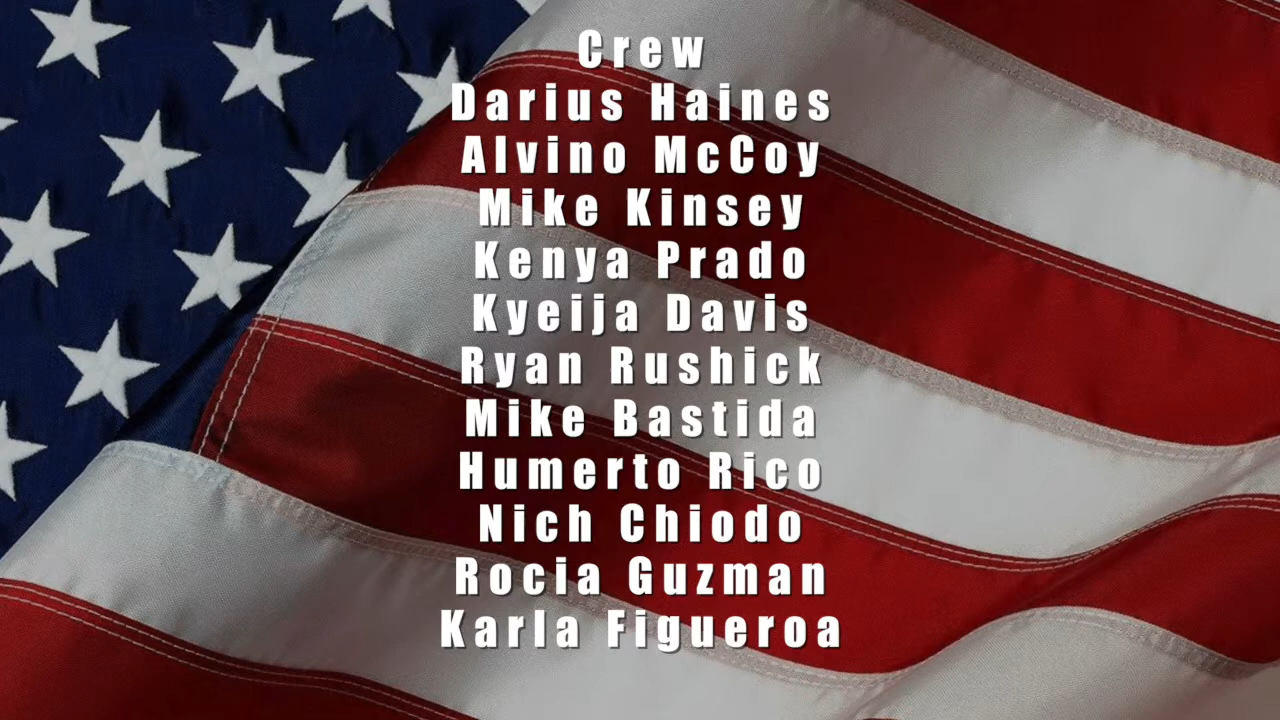 Crew
Darius Haines
Alvino McCoy
Mike Kinsey
Kenya Prado
Kyeija Davis
Ryan Rushick
Mike Bastida
Humerto Rico
Nich Chiodo
Rocia Guzman
Karla Figueroa